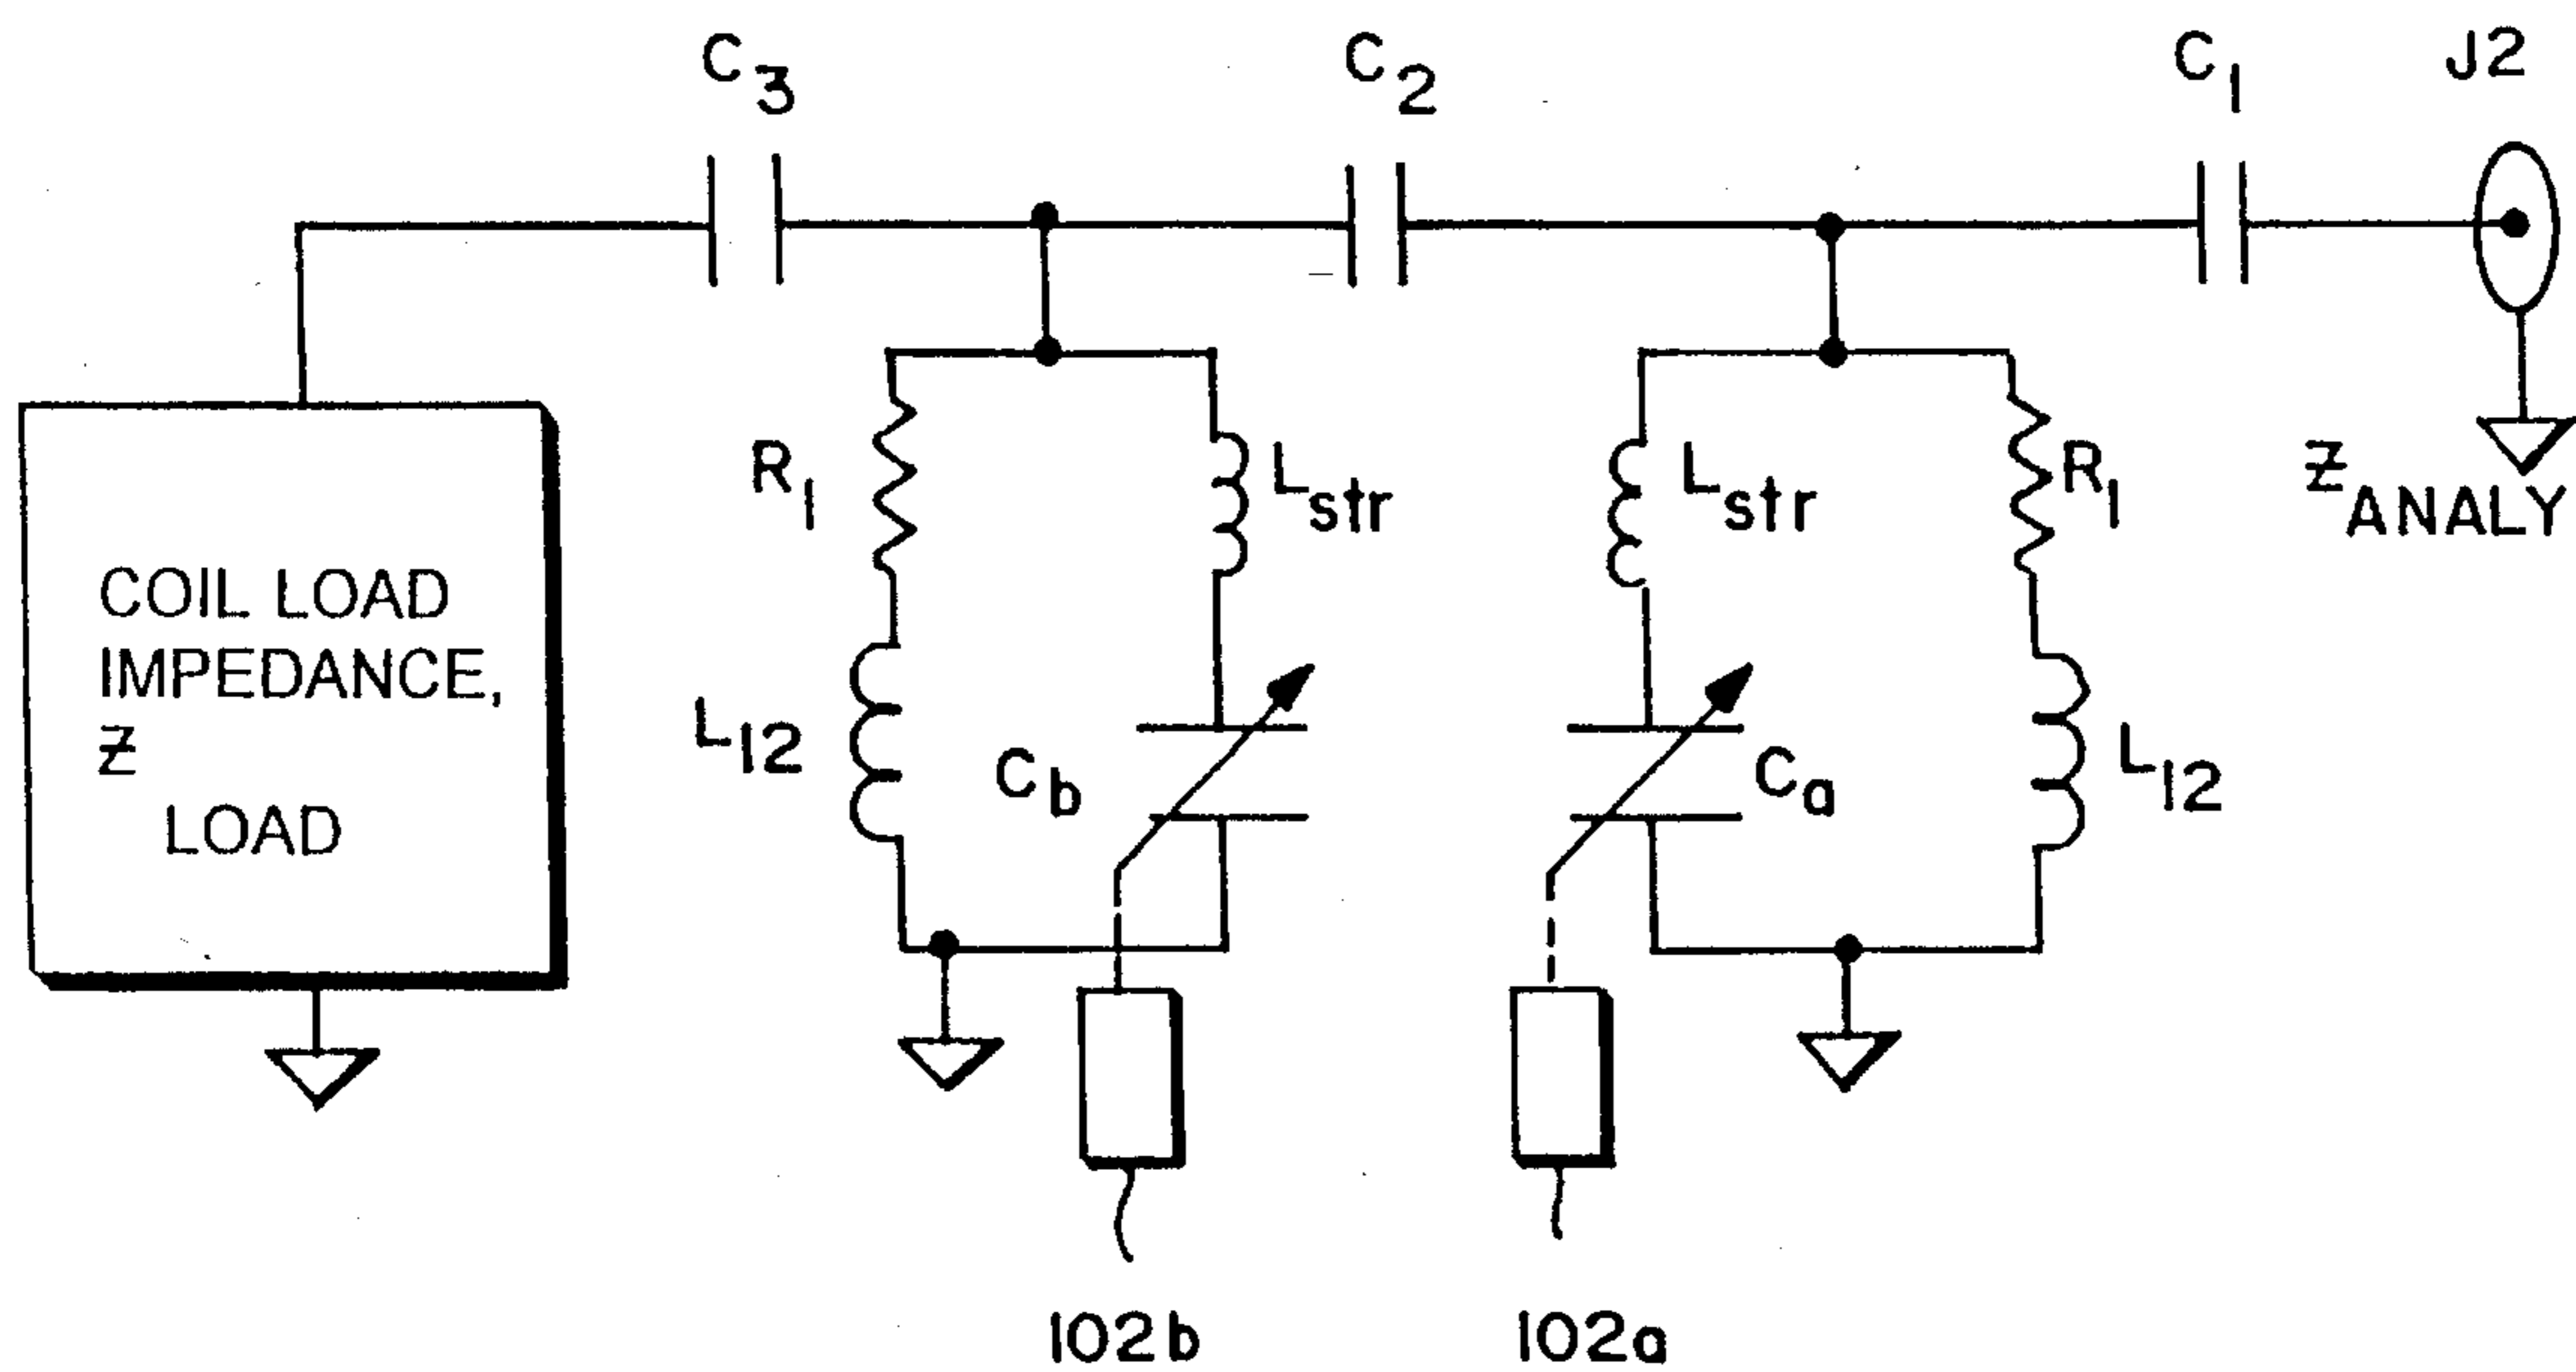 C3
C2
C1
J2
R1
Lstr
Lstr
R1
ZANALY
COIL LOAD
IMPEDANCE,
Z
LOAD
L12
Cb
Ca
L12
102b
102a